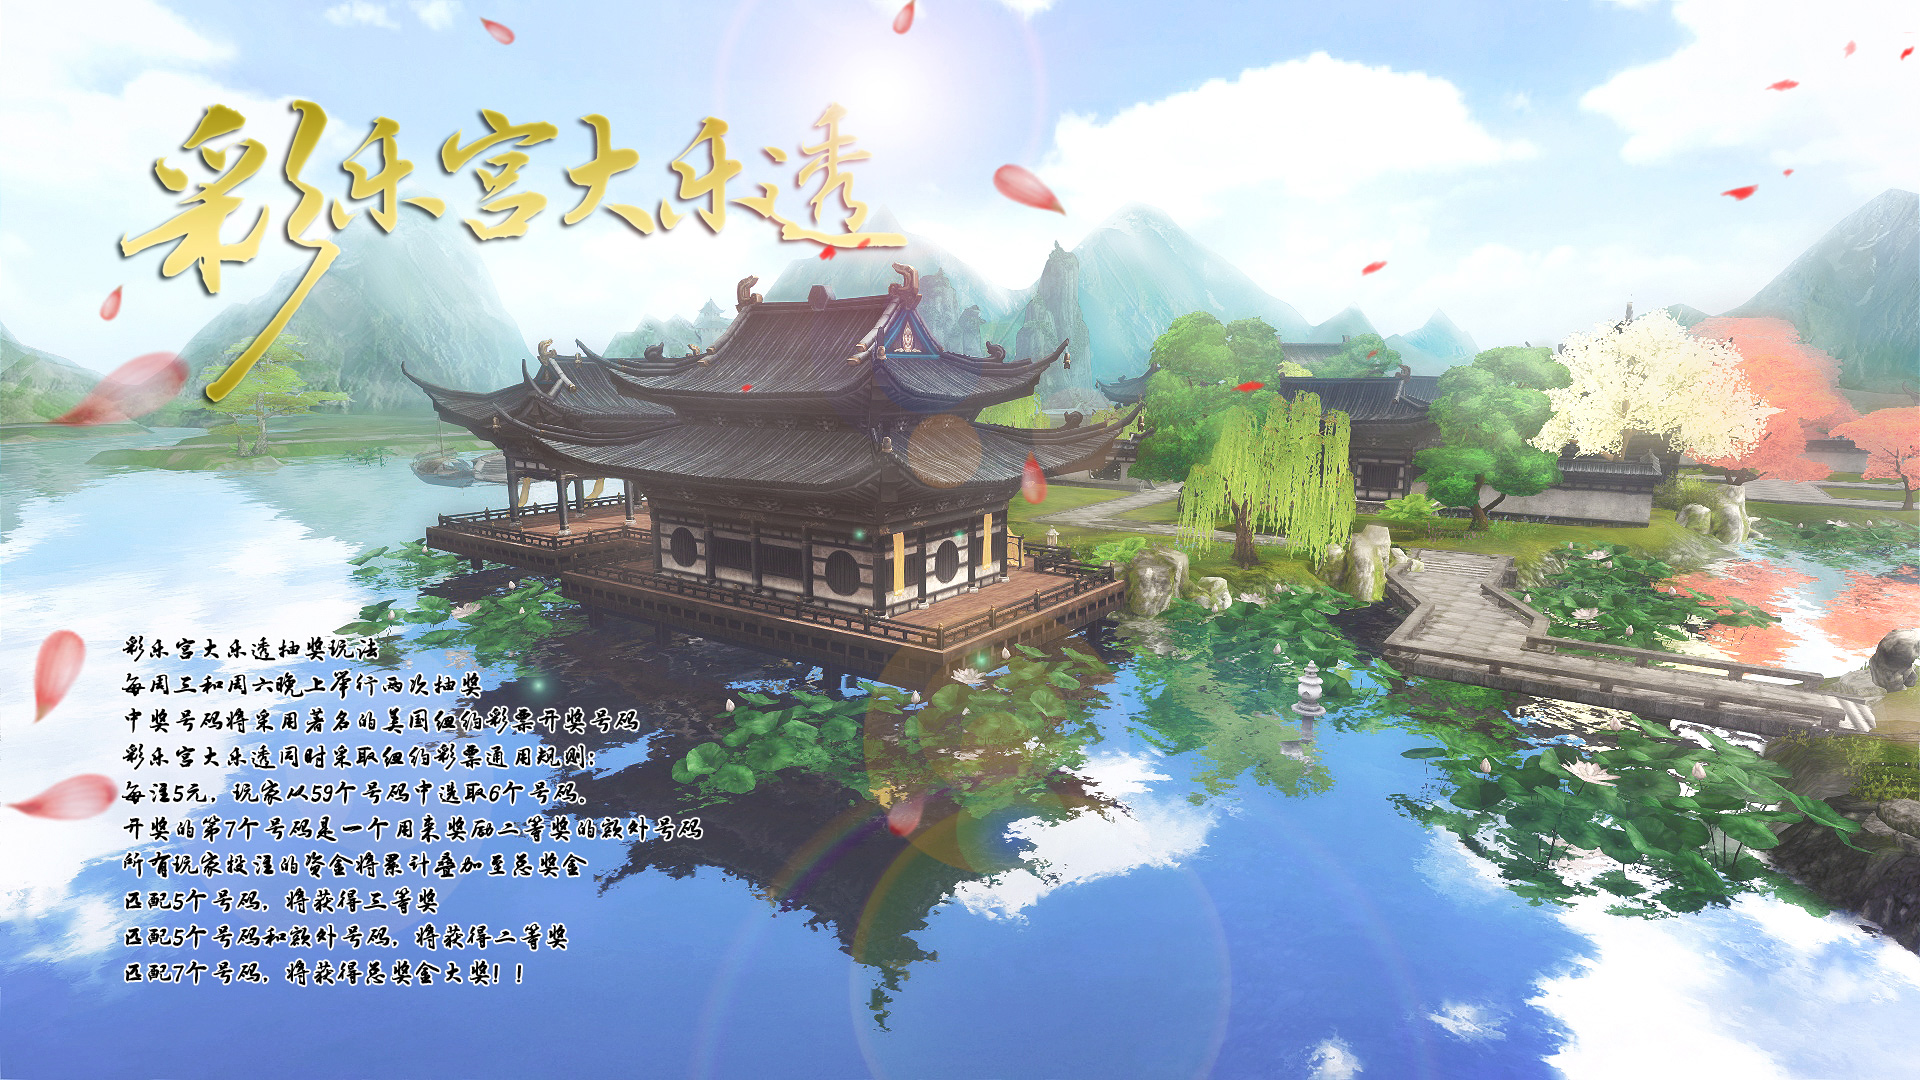 彩乐宫大乐透
彩乐宫大乐透抽奖玩法
每周三和周六晚上举行两次抽奖
中奖号码将采用著名的美国纽约彩票开奖号码
彩乐宫大乐透同时采取纽约彩票通用规则:
每注5元，玩家从59个号码中选取6个号码。
开奖的第7个号码是一个用来奖励二等奖的额外号码
所有玩家投注的资金将累计叠加至总奖金
匹配5个号码，将获得三等奖
匹配5个号码和额外号码，将获得二等奖
匹配7个号码，将获得总奖金大奖！！